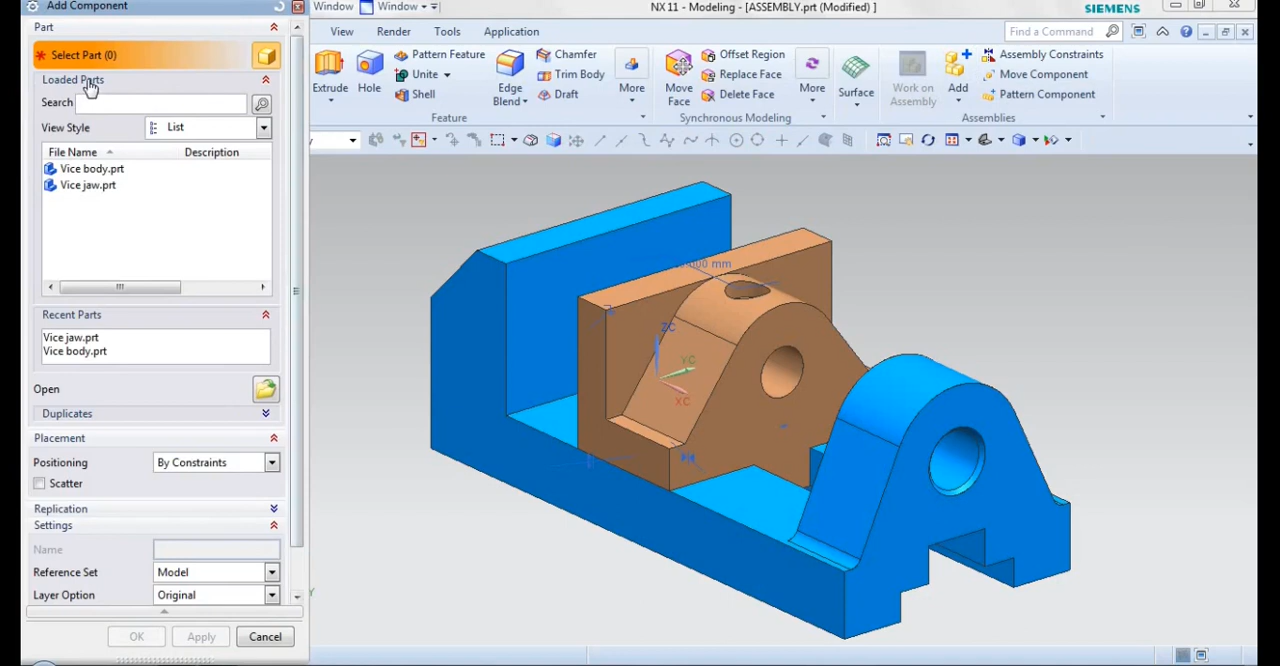 Add Component
Window
Window
NX 11 - Modeling - [ASSEMBLY.prt (Modified) ]
SIEMENS
Part
View
Render
Tools
Application
Find a Command
* Select Part (0)
Loaded Parts
Search
View Style
List
File Name
Description
Vice body.prt
Vice jaw.prt
Recent Parts
Vice jaw.prt
Vice body.prt
Open
Duplicates
Placement
Positioning
By Constraints
Scatter
Replication
Settings
Name
Reference Set
Model
Layer Option
Original
OK
Apply
Cancel
Extrude
Hole
Pattern Feature
Unite
Shell
Edge
Blend
Chamfer
Trim Body
Draft
More
Feature
Move
Face
Offset Region
Replace Face
Delete Face
More
Synchronous Modeling
Surface
Work on
Assembly
Add
Assembly Constraints
Move Component
Pattern Component
Assemblies
mm
ZC
YC
XC